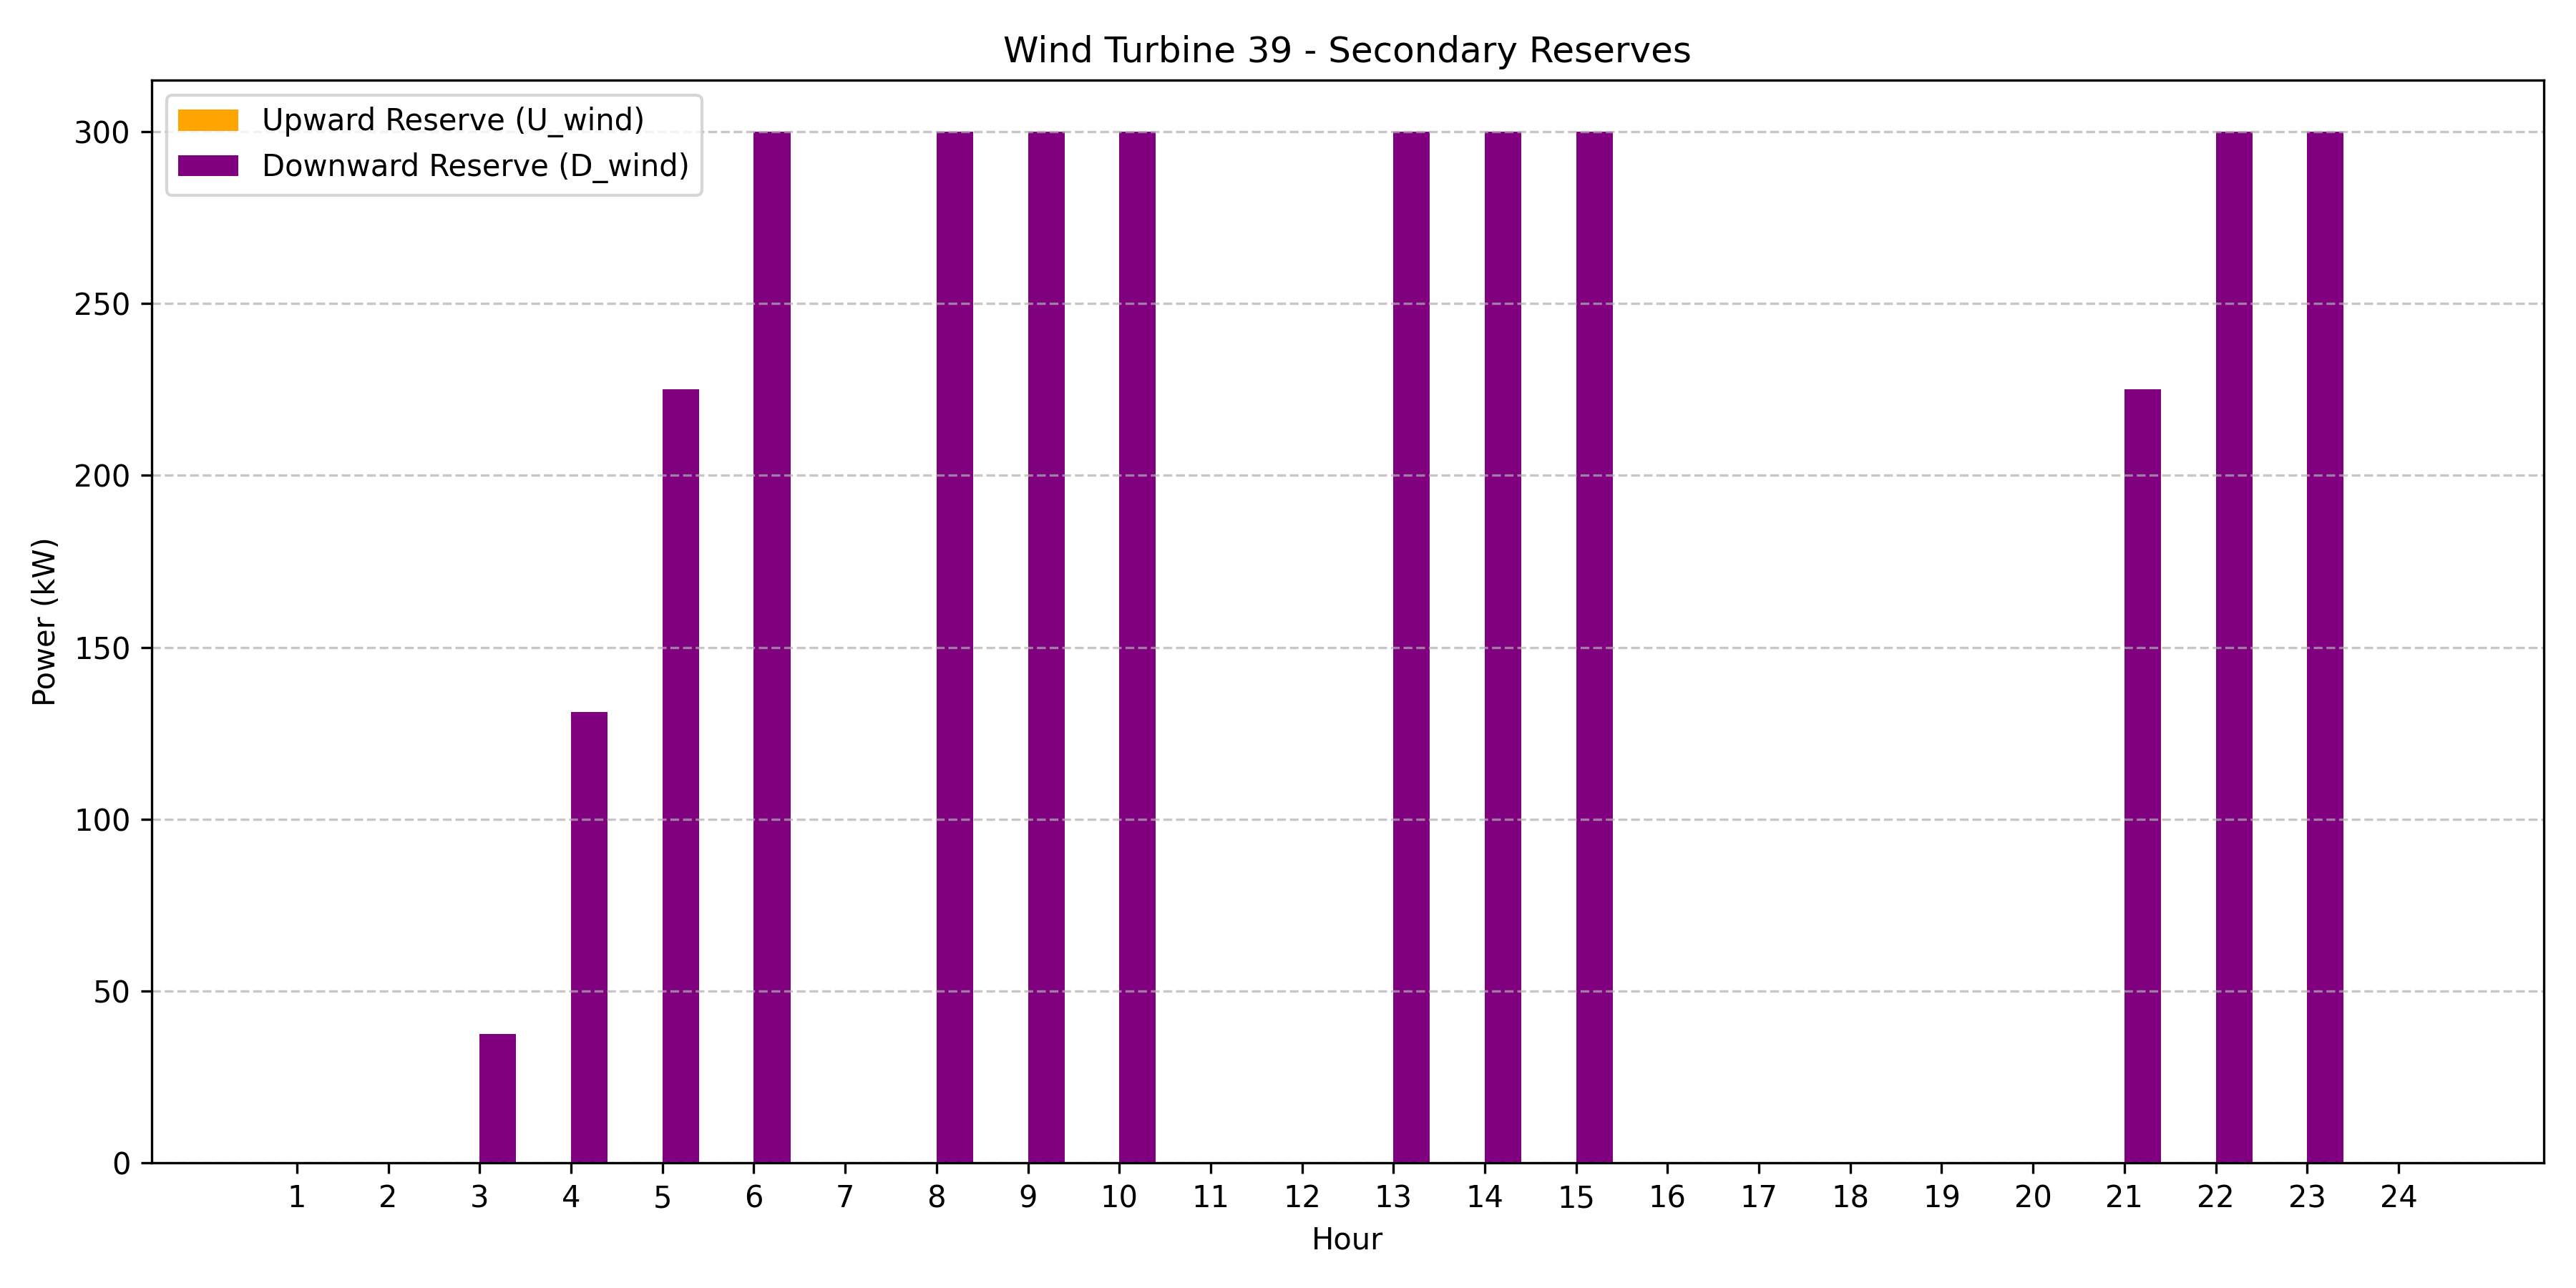 Wind Turbine 39 - Secondary Reserves
Upward Reserve (U_wind)
Downward Reserve (D_wind)
300
250
200
150
100
50
0
Power (kW)
1 2 3 4 5 6 7 8 9 10 11 12 13 14 15 16 17 18 19 20 21 22 23 24
Hour